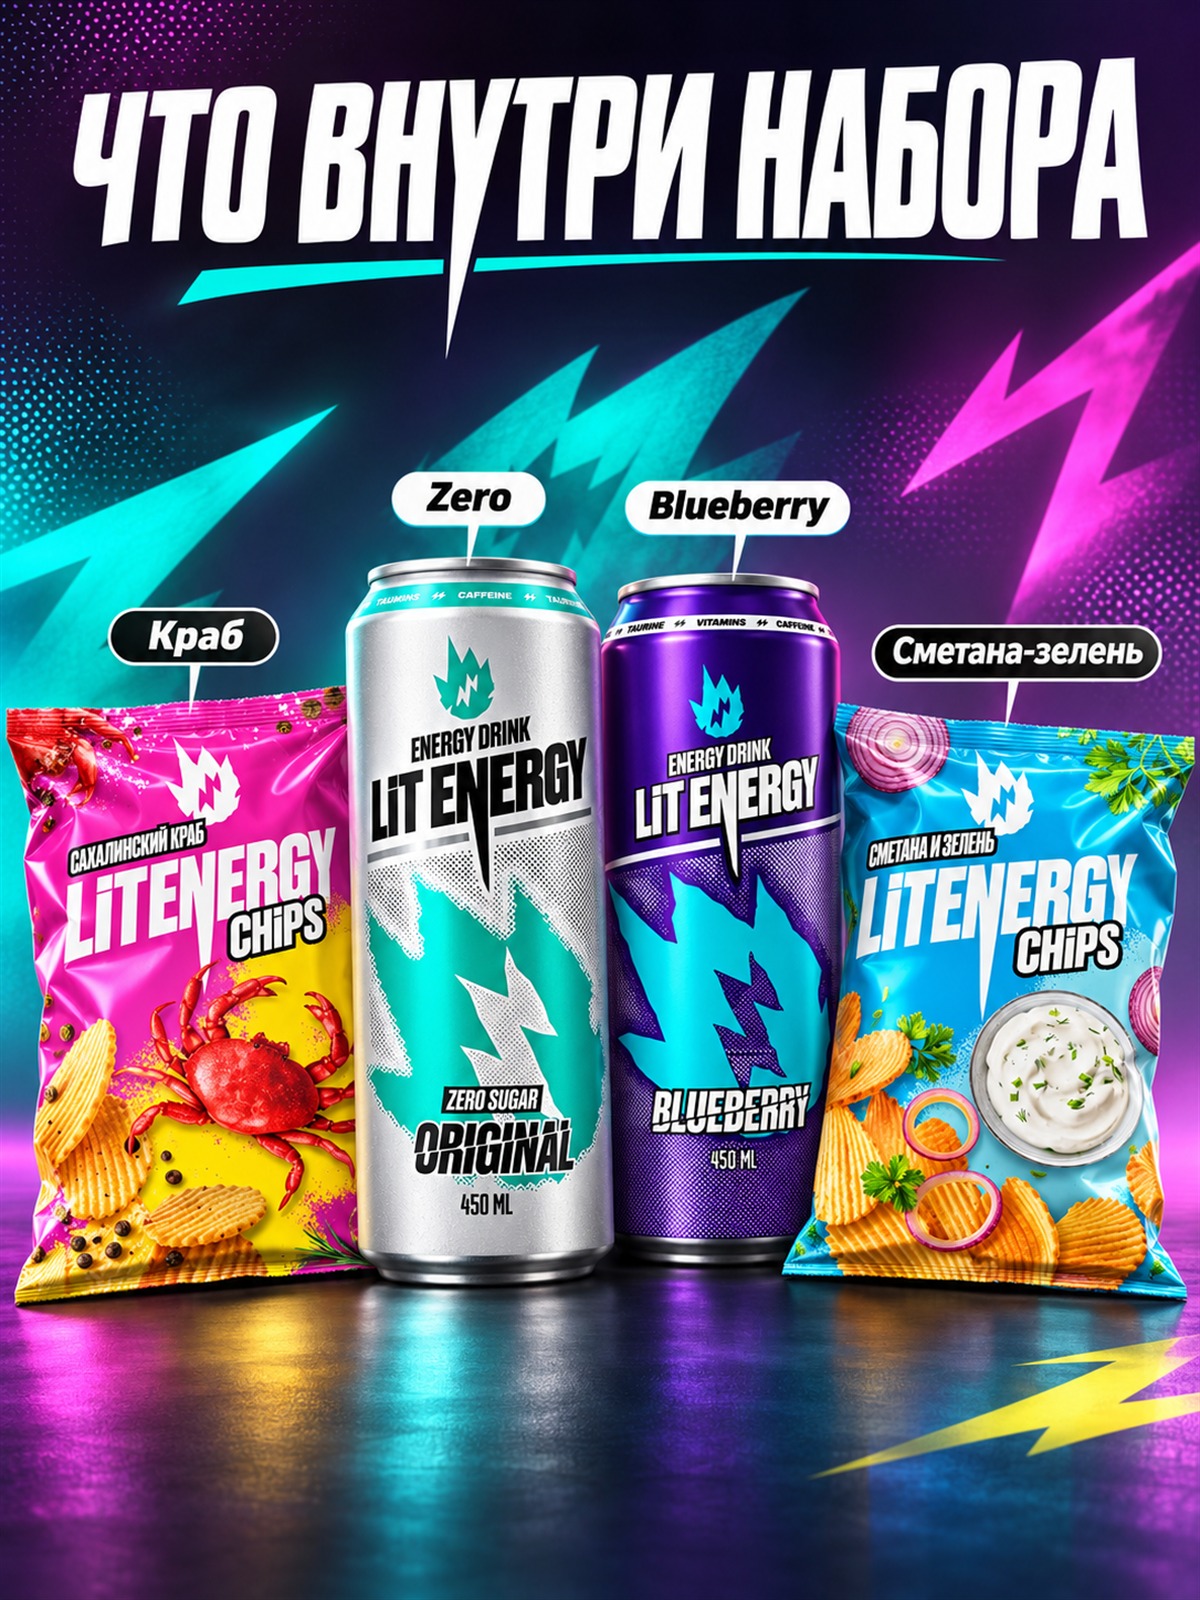 ЧТО ВНУТРИ НАБОРА
Zero
Blueberry
Краб
Сметана-зелень
CAFFEINE
TAURINE VITAMINS CAFFEINE
ENERGY DRINK
LiT ENERGY
ZERO SUGAR
ORIGINAL
450 ML
ENERGY DRINK
LiT ENERGY
BLUEBERRY
450 ML
САХАЛИНСКИЙ КРАБ
LiTENERGY
CHiPS
СМЕТАНА И ЗЕЛЕНЬ
LiTENERGY
CHiPS